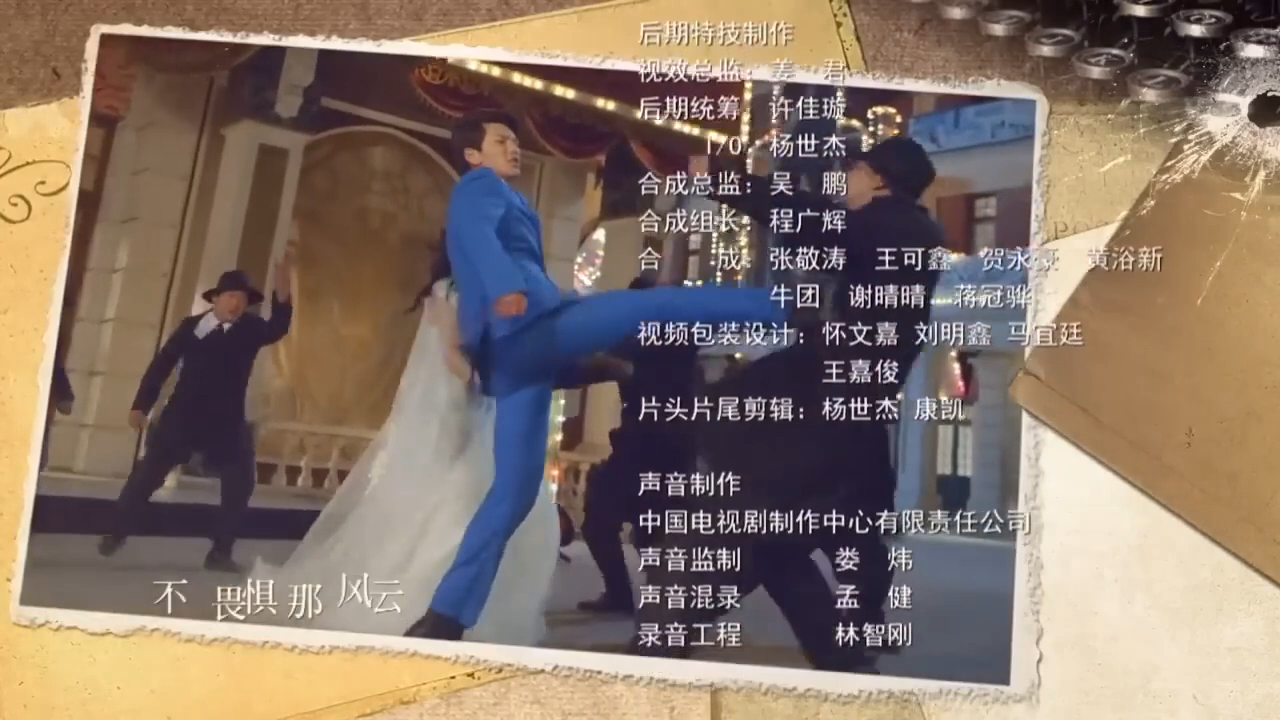 后期特技制作
视效总监：姜 君
后期统筹：许佳璇
I/O：杨世杰
合成总监：吴 鹏
合成组长：程广辉
合 成：张敬涛 王可鑫 贺永豪 黄浴新
牛团 谢晴晴 蒋冠骅
视频包装设计：怀文嘉 刘明鑫 马宜廷
王嘉俊
片头片尾剪辑：杨世杰 康凯
声音制作
中国电视剧制作中心有限责任公司
声音监制 娄 炜
声音混录 孟 健
录音工程 林智刚
不畏惧那风云